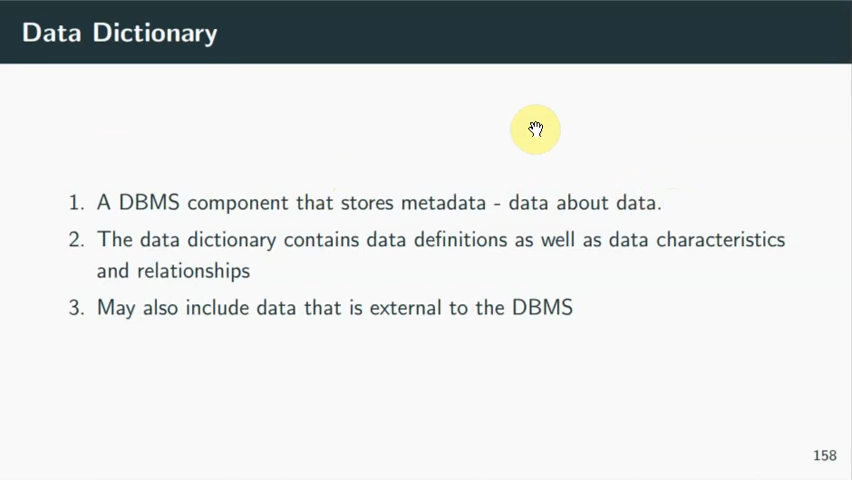 Data Dictionary
1. A DBMS component that stores metadata - data about data.
2. The data dictionary contains data definitions as well as data characteristics
and relationships
3. May also include data that is external to the DBMS
158